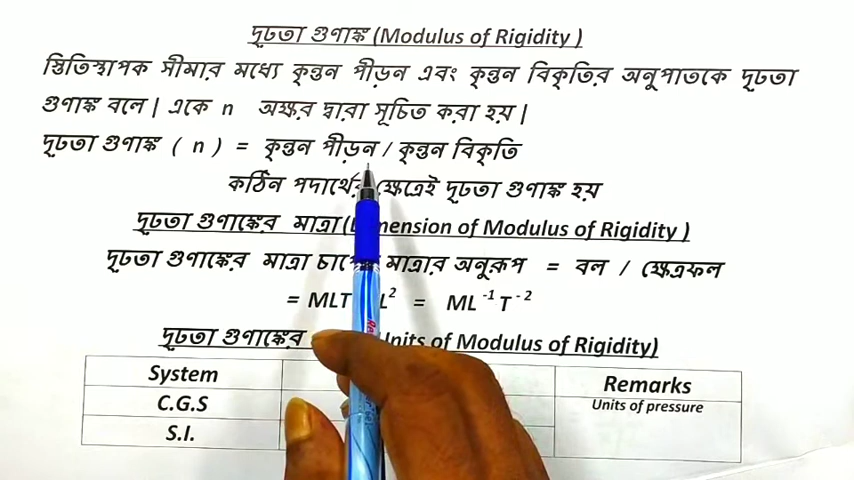 দৃঢতা গুণাঙ্ক (Modulus of Rigidity )
স্তিতিস্থাপক সীমার মধ্যে কৃন্তন পীড়ন এবং কৃন্তন বিকৃতির অনুপাতকে দৃঢতা
গুণাঙ্ক বলে | একে n অক্ষর দ্বারা সূচিত করা হয় |
দৃঢতা গুণাঙ্ক ( n ) = কৃন্তন পীড়ন / কৃন্তন বিকৃতি
কঠিন পদার্থের ক্ষেত্রেই দৃঢতা গুণাঙ্ক হয়
দৃঢতা গুণাঙ্কের মাত্রা ( mension of Modulus of Rigidity )
দৃঢতা গুণাঙ্কের মাত্রা মাত্রার অনুরূপ = বল / ক্ষেত্রফল
= MLT L² = ML⁻¹T⁻²
দৃঢতা গুণাঙ্কের Units of Modulus of Rigidity)
System Remarks
C.G.S Units of pressure
S.I.